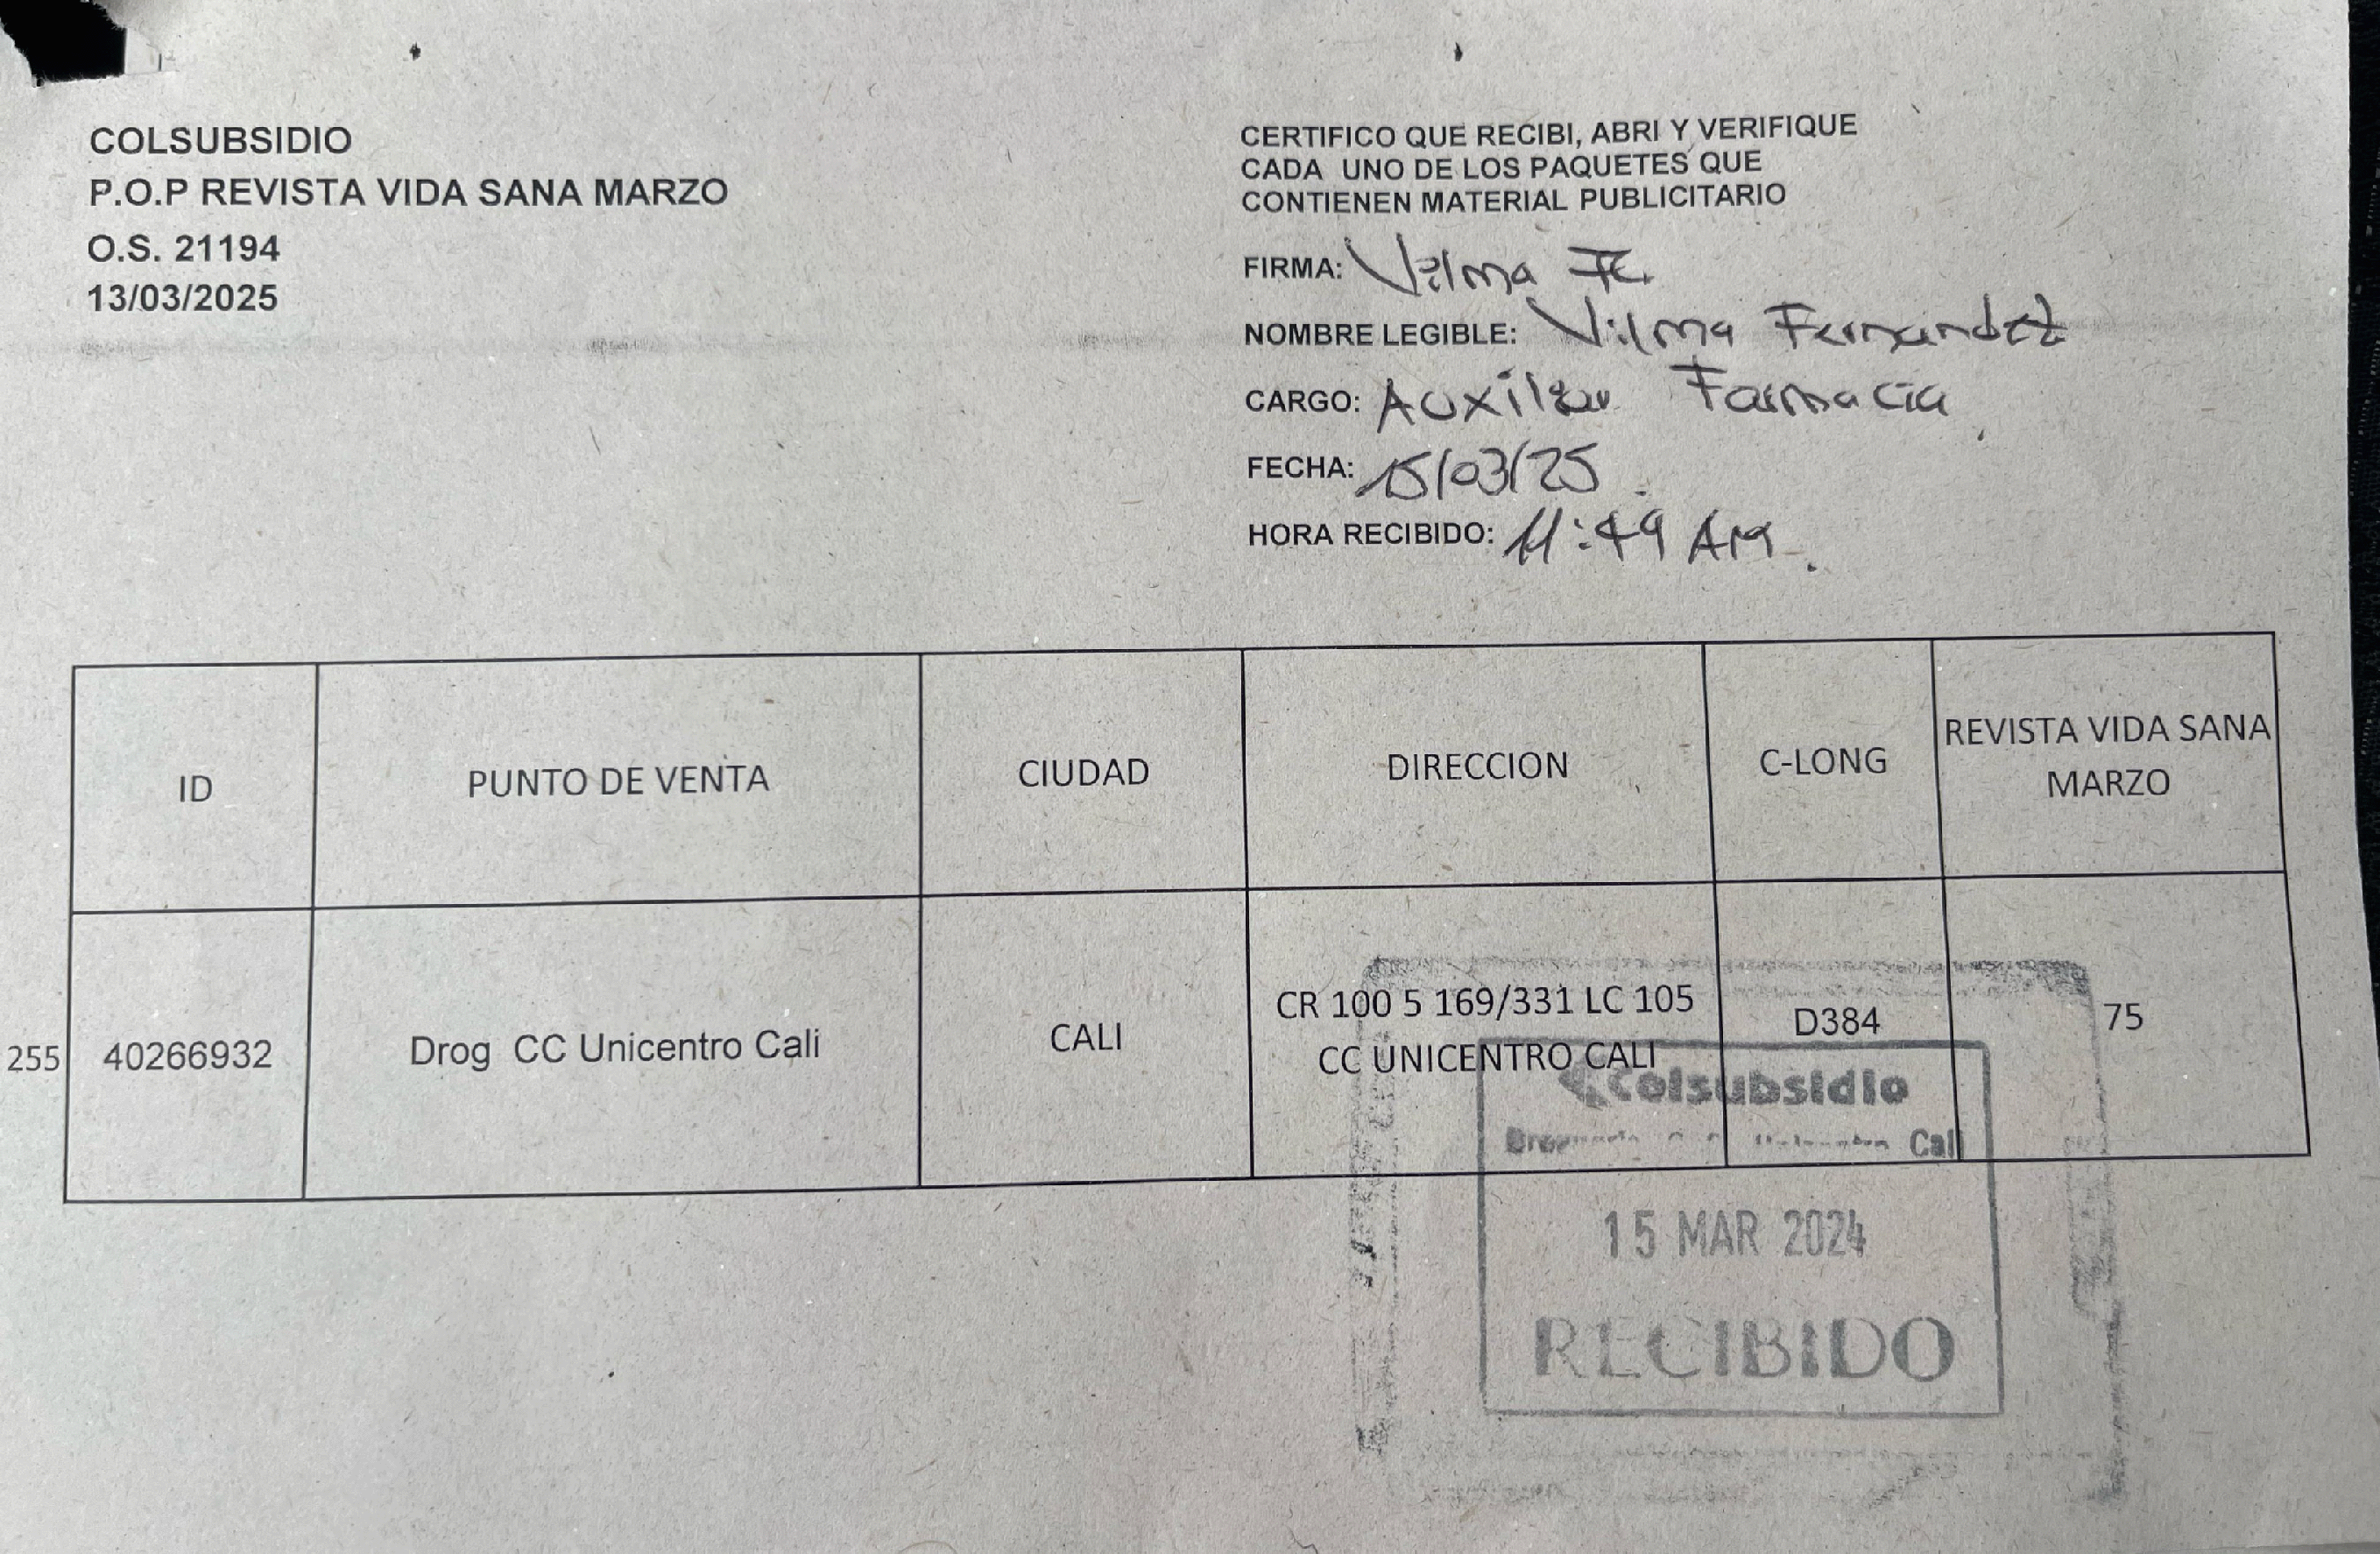 COLSUBSIDIO
P.O.P REVISTA VIDA SANA MARZO
O.S. 21194
13/03/2025
CERTIFICO QUE RECIBI, ABRI Y VERIFIQUE
CADA UNO DE LOS PAQUETES QUE
CONTIENEN MATERIAL PUBLICITARIO
FIRMA: Vilma Fe.
NOMBRE LEGIBLE: Vilma Fernandez
CARGO: Auxiliar Farmacia
FECHA: 15/03/25
HORA RECIBIDO: 11:49 AM
ID PUNTO DE VENTA CIUDAD DIRECCION C-LONG REVISTA VIDA SANA MARZO
255 40266932 Drog CC Unicentro Cali CALI CR 100 5 169/331 LC 105 CC UNICENTRO CALI D384 75
Colsubsidio
Cali
15 MAR 2024
RECIBIDO